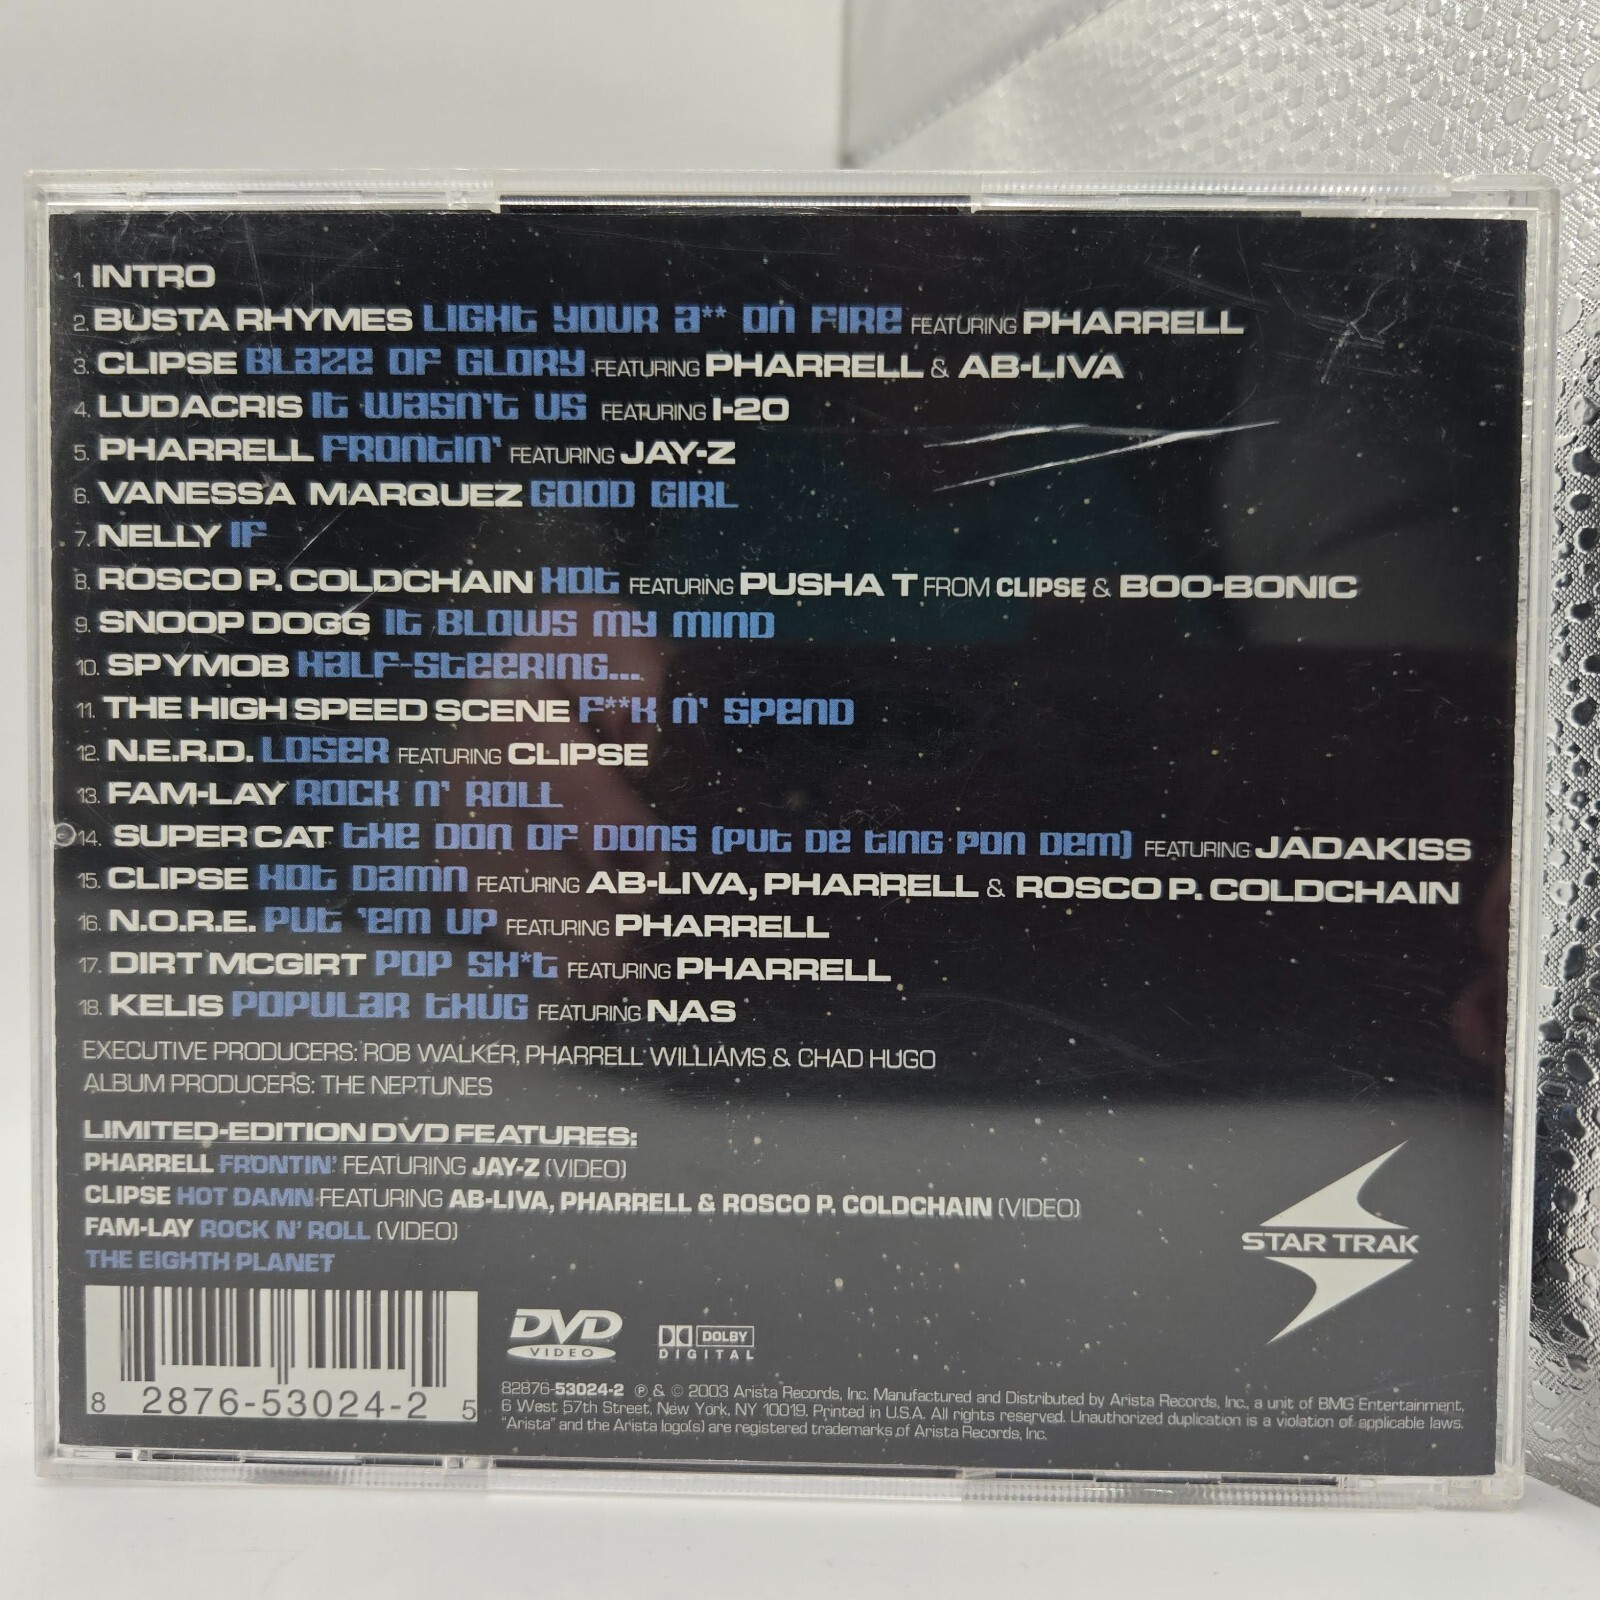 1. INTRO
2. BUSTA RHYMES LIGHT YOUR A** ON FIRE FEATURING PHARRELL
3. CLIPSE BLAZE OF GLORY FEATURING PHARRELL & AB-LIVA
4. LUDACRIS IT WASN'T US FEATURING I-20
5. PHARRELL FRONTIN' FEATURING JAY-Z
6. VANESSA MARQUEZ GOOD GIRL
7. NELLY IF
8. ROSCO P. COLDCHAIN HOT FEATURING PUSHA T FROM CLIPSE & BOO-BONIC
9. SNOOP DOGG IT BLOWS MY MIND
10. SPYMOB HALF-STEERING...
11. THE HIGH SPEED SCENE F**K N' SPEND
12. N.E.R.D. LOSER FEATURING CLIPSE
13. FAM-LAY ROCK N' ROLL
14. SUPER CAT THE DON OF DONS (PUT DE TING PON DEM) FEATURING JADAKISS
15. CLIPSE HOT DAMN FEATURING AB-LIVA, PHARRELL & ROSCO P. COLDCHAIN
16. N.O.R.E. PUT 'EM UP FEATURING PHARRELL
17. DIRT MCGIRT POP SH*T FEATURING PHARRELL
18. KELIS POPULAR THUG FEATURING NAS
EXECUTIVE PRODUCERS: ROB WALKER, PHARRELL WILLIAMS & CHAD HUGO
ALBUM PRODUCERS: THE NEPTUNES
LIMITED-EDITION DVD FEATURES:
PHARRELL FRONTIN' FEATURING JAY-Z (VIDEO)
CLIPSE HOT DAMN FEATURING AB-LIVA, PHARRELL & ROSCO P. COLDCHAIN (VIDEO)
FAM-LAY ROCK N' ROLL (VIDEO)
THE EIGHTH PLANET
STAR TRAK
8 2876-53024-2 5
DVD VIDEO
DOLBY DIGITAL
82876-53024-2 ℗ & © 2003 Arista Records, Inc. Manufactured and Distributed by Arista Records, Inc., a unit of BMG Entertainment,
6 West 57th Street, New York, NY 10019. Printed in U.S.A. All rights reserved. Unauthorized duplication is a violation of applicable laws.
"Arista" and the Arista logo(s) are registered trademarks of Arista Records, Inc.